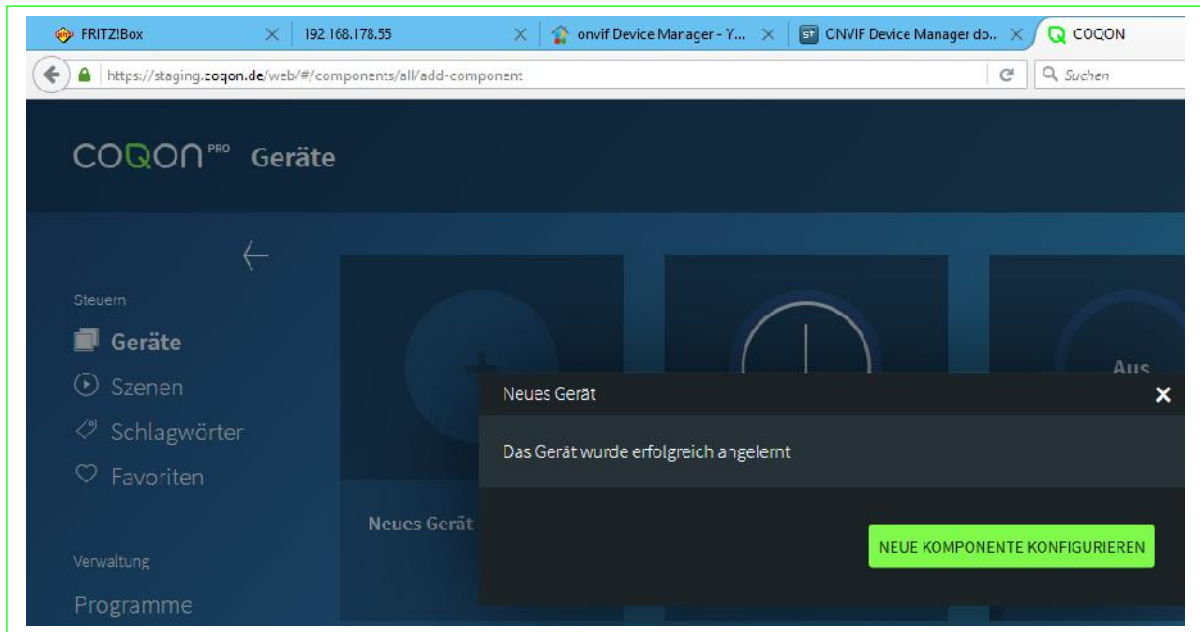 FRITZ!Box
192.168.178.55
onvif Device Manager - Y...
ONVIF Device Manager do...
COQON
https://staging.coqon.de/web/#/components/all/add-component
Suchen
COQON PRO Geräte
Steuern
Geräte
Szenen
Schlagwörter
Favoriten
Verwaltung
Programme
Neues Gerät
Aus
Neues Gerät
Das Gerät wurde erfolgreich angelernt
NEUE KOMPONENTE KONFIGURIEREN